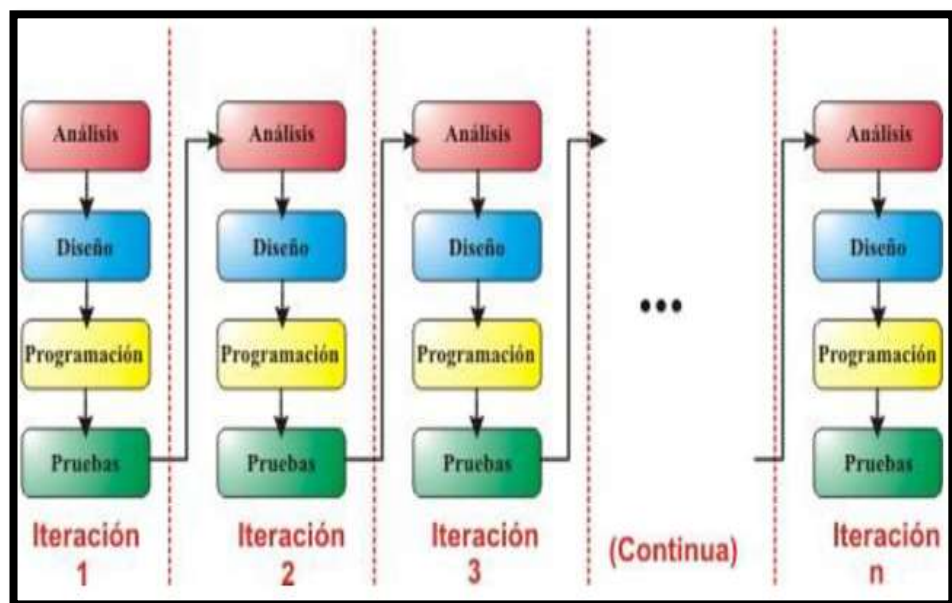 Análisis
Diseño
Programación
Pruebas
Iteración
1
Análisis
Diseño
Programación
Pruebas
Iteración
2
Análisis
Diseño
Programación
Pruebas
Iteración
3
•••
(Continua)
Análisis
Diseño
Programación
Pruebas
Iteración
n